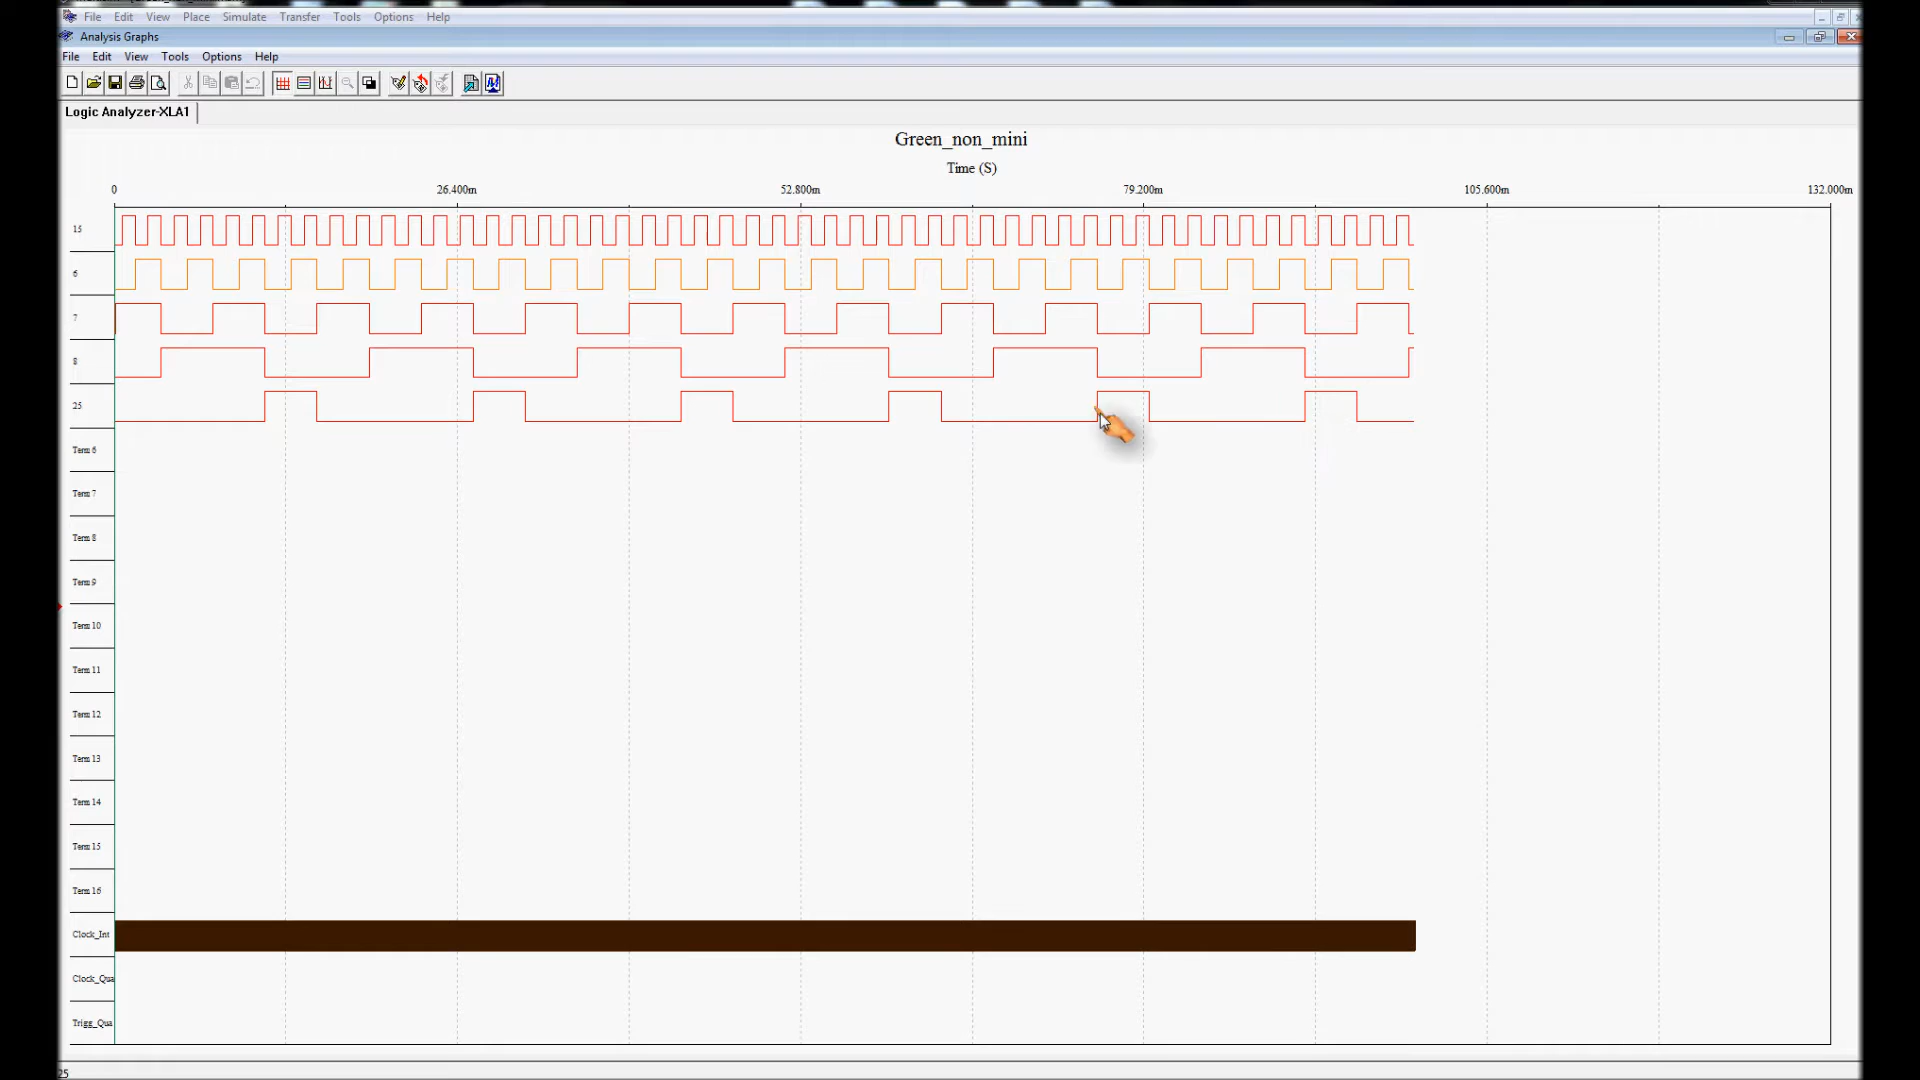 File Edit View Place Simulate Transfer Tools Options Help
Analysis Graphs
File Edit View Tools Options Help
Logic Analyzer-XLA1
Green_non_mini
Time (S)
0 26.400m 52.800m 79.200m 105.600m 132.000m
15
6
7
8
25
Term 6
Term 7
Term 8
Term 9
Term 10
Term 11
Term 12
Term 13
Term 14
Term 15
Term 16
Clock_Int
Clock_Qua
Trigg_Qua
25